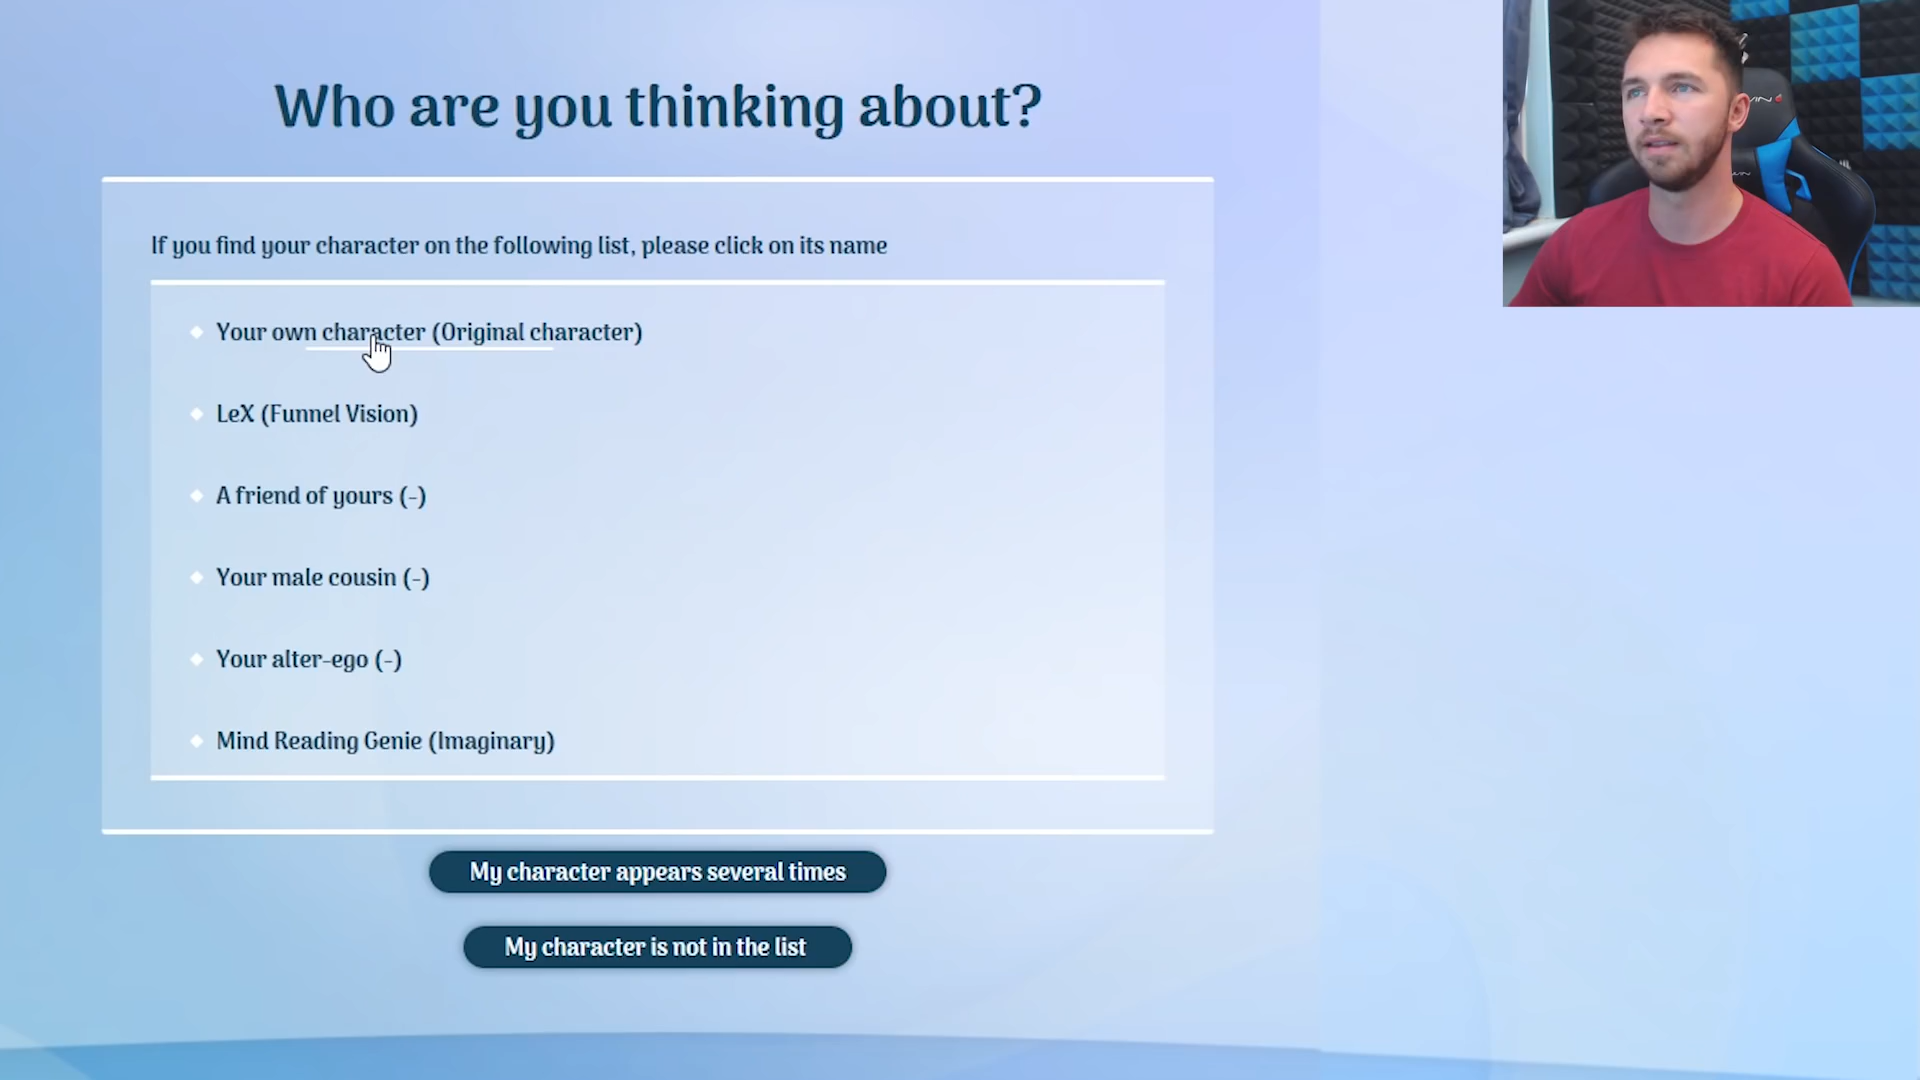 Who are you thinking about?
If you find your character on the following list, please click on its name
Your own character (Original character)
LeX (Funnel Vision)
A friend of yours (-)
Your male cousin (-)
Your alter-ego (-)
Mind Reading Genie (Imaginary)
My character appears several times
My character is not in the list